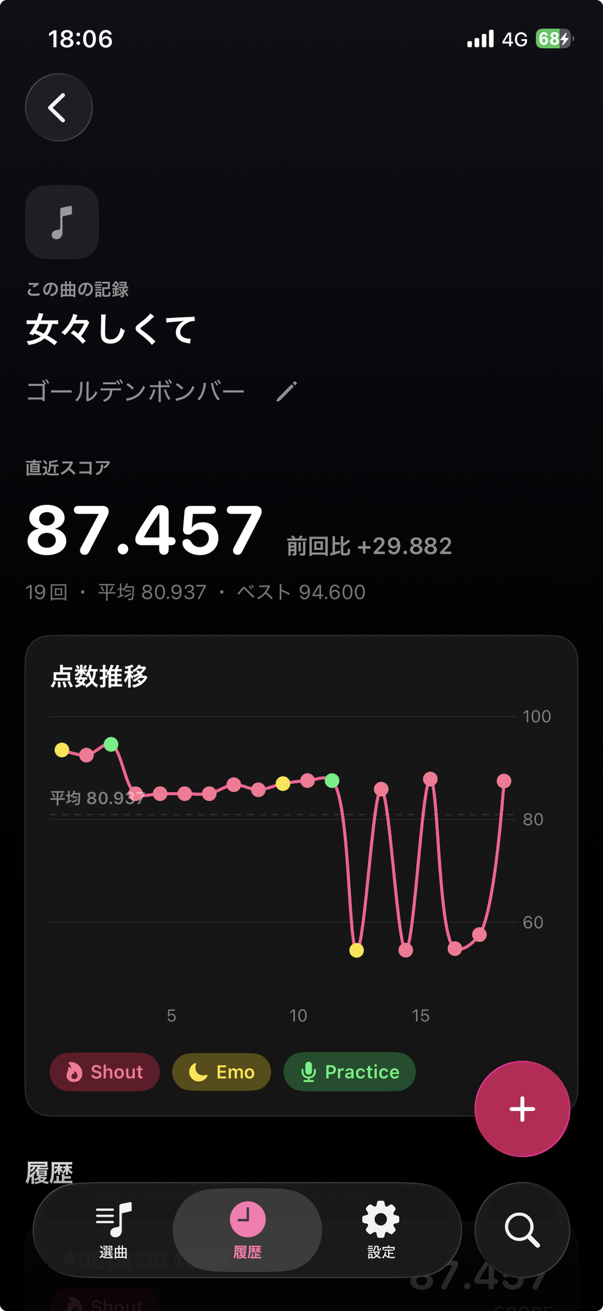 18:06 4G 68
この曲の記録
女々しくて
ゴールデンボンバー
直近スコア
87.457 前回比 +29.882
19回 ・ 平均 80.937 ・ ベスト 94.600
点数推移
100
平均 80.937
80
60
5 10 15
Shout Emo Practice
+
履歴
選曲 履歴 設定
87.457
Shout